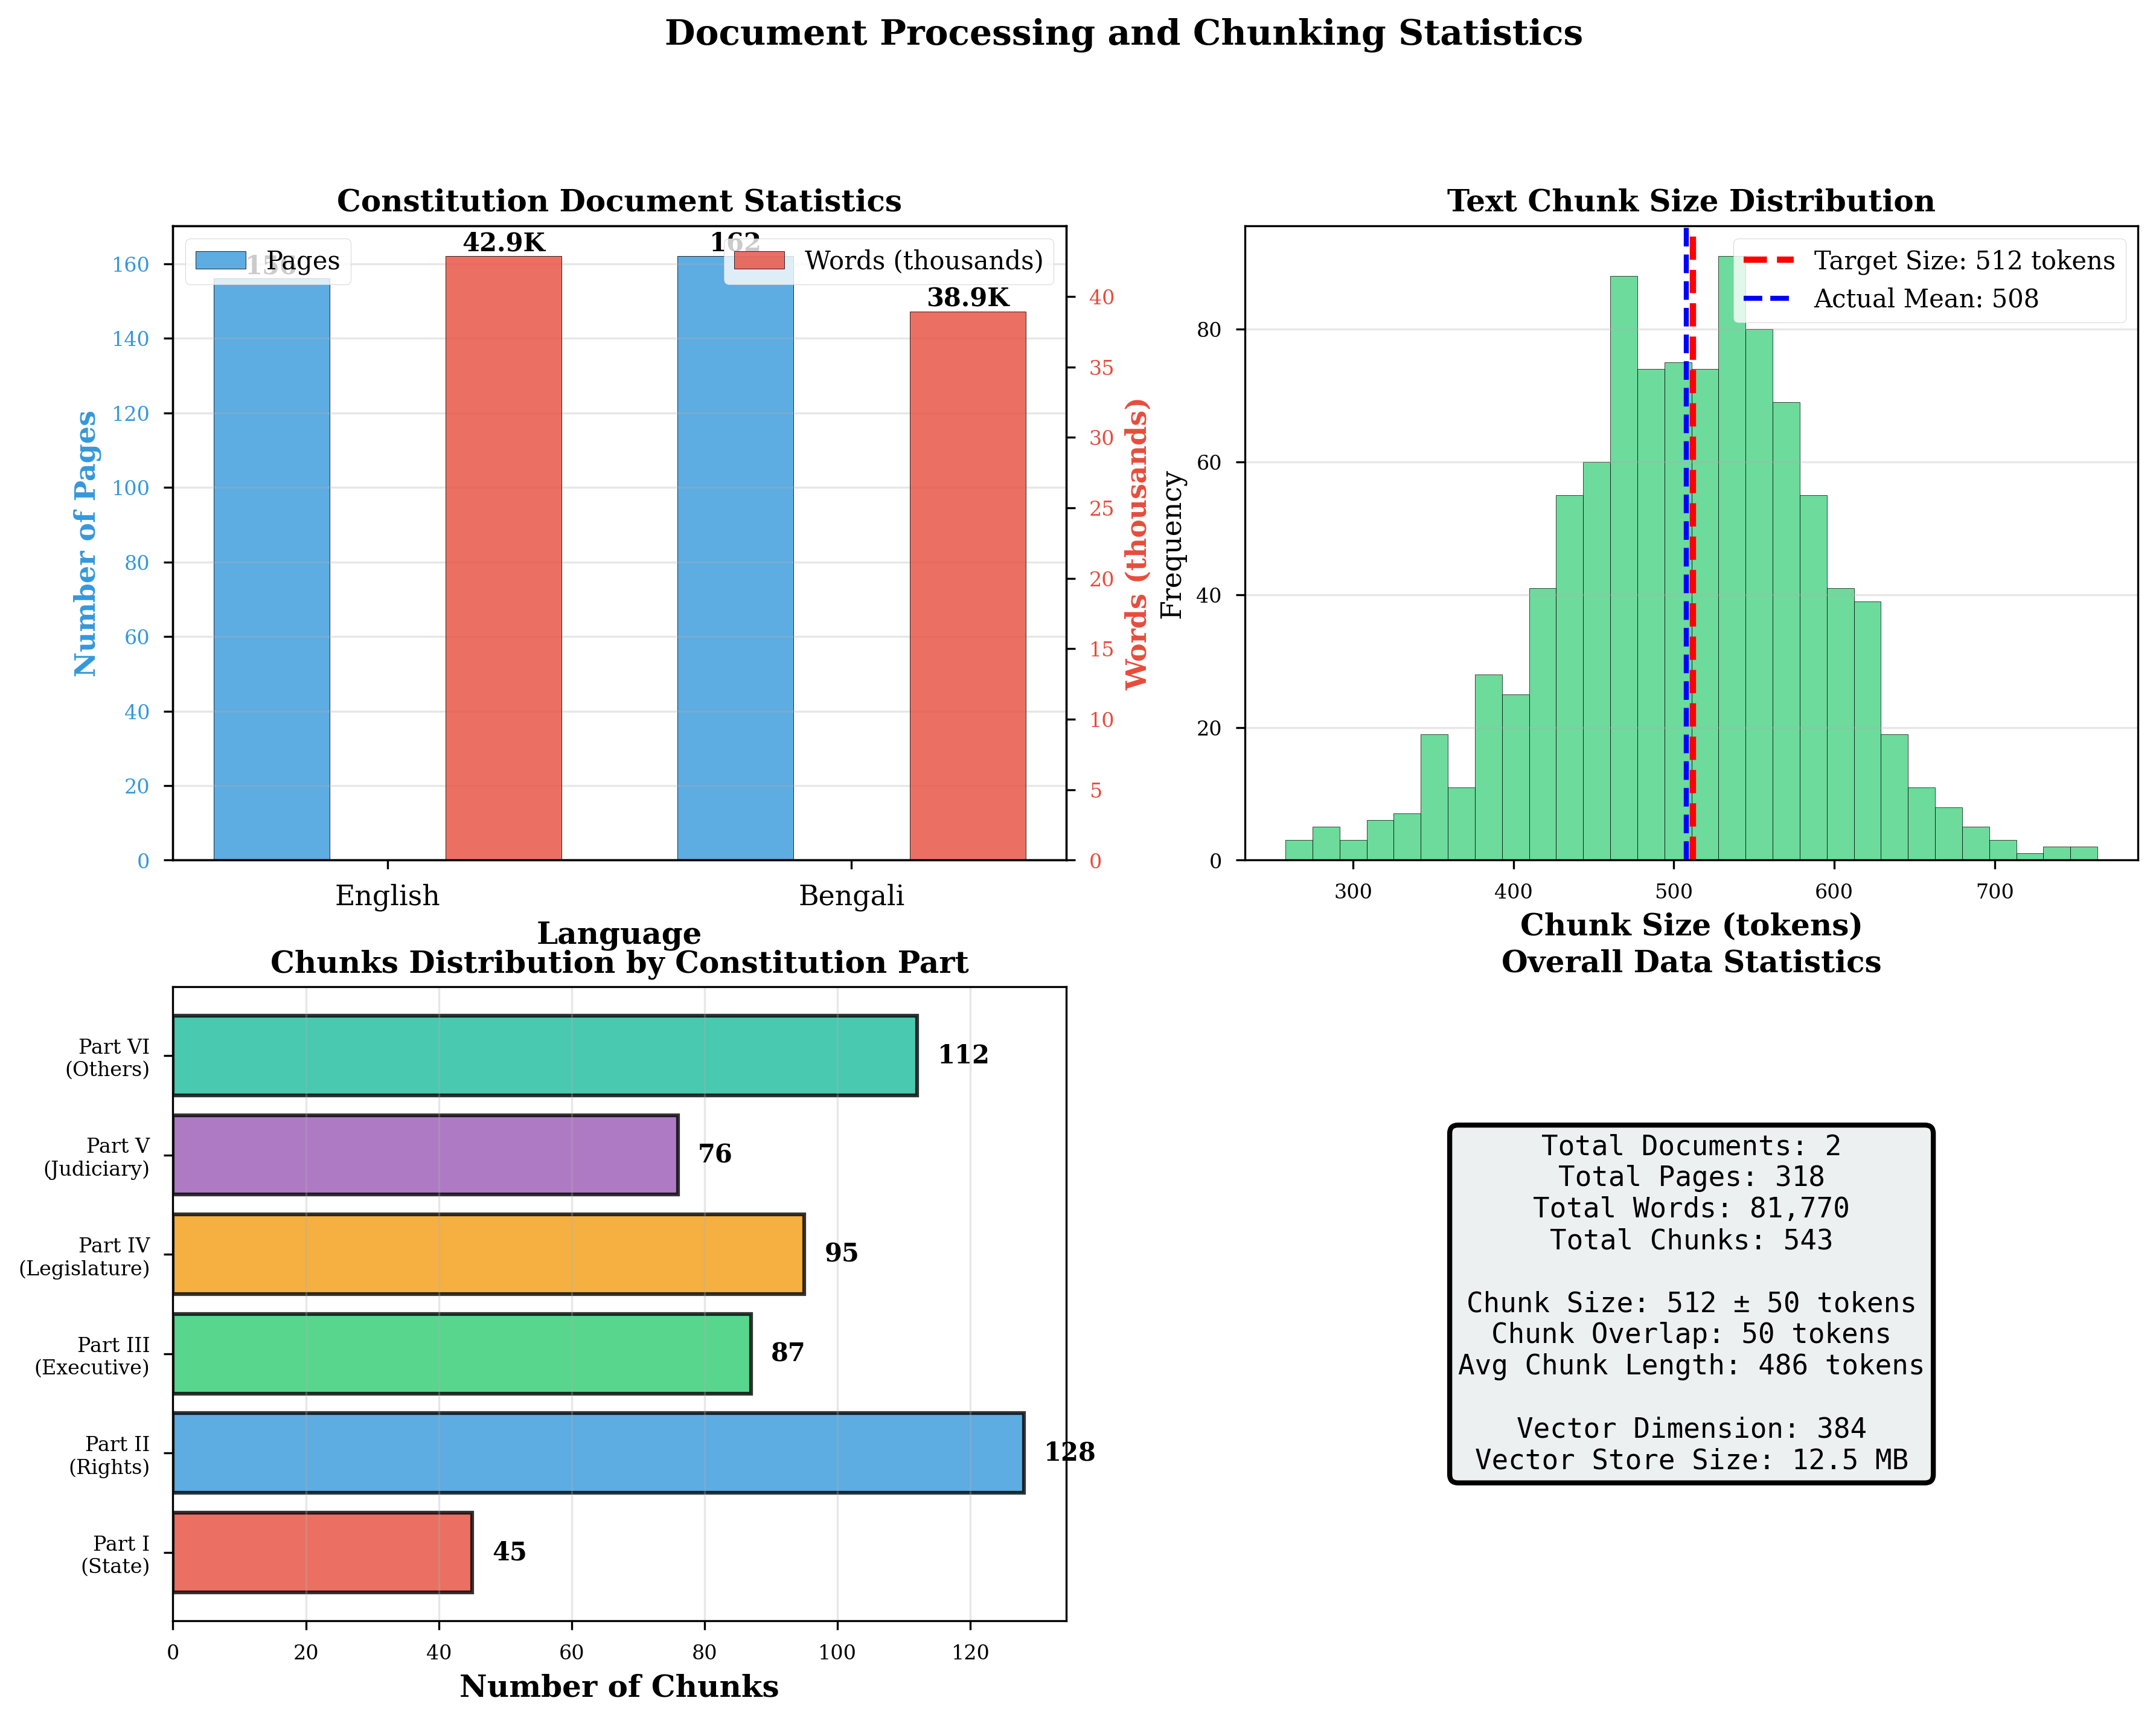 Document Processing and Chunking Statistics
Constitution Document Statistics
Pages
Words (thousands)
156
42.9K
162
38.9K
160
140
120
100
80
60
40
20
0
Number of Pages
40
35
30
25
20
15
10
5
0
Words (thousands)
English
Bengali
Language
Text Chunk Size Distribution
Target Size: 512 tokens
Actual Mean: 508
80
60
40
20
0
Frequency
300
400
500
600
700
Chunk Size (tokens)
Chunks Distribution by Constitution Part
Part VI
(Others)
112
Part V
(Judiciary)
76
Part IV
(Legislature)
95
Part III
(Executive)
87
Part II
(Rights)
128
Part I
(State)
45
0
20
40
60
80
100
120
Number of Chunks
Overall Data Statistics
Total Documents: 2
Total Pages: 318
Total Words: 81,770
Total Chunks: 543
Chunk Size: 512 ± 50 tokens
Chunk Overlap: 50 tokens
Avg Chunk Length: 486 tokens
Vector Dimension: 384
Vector Store Size: 12.5 MB